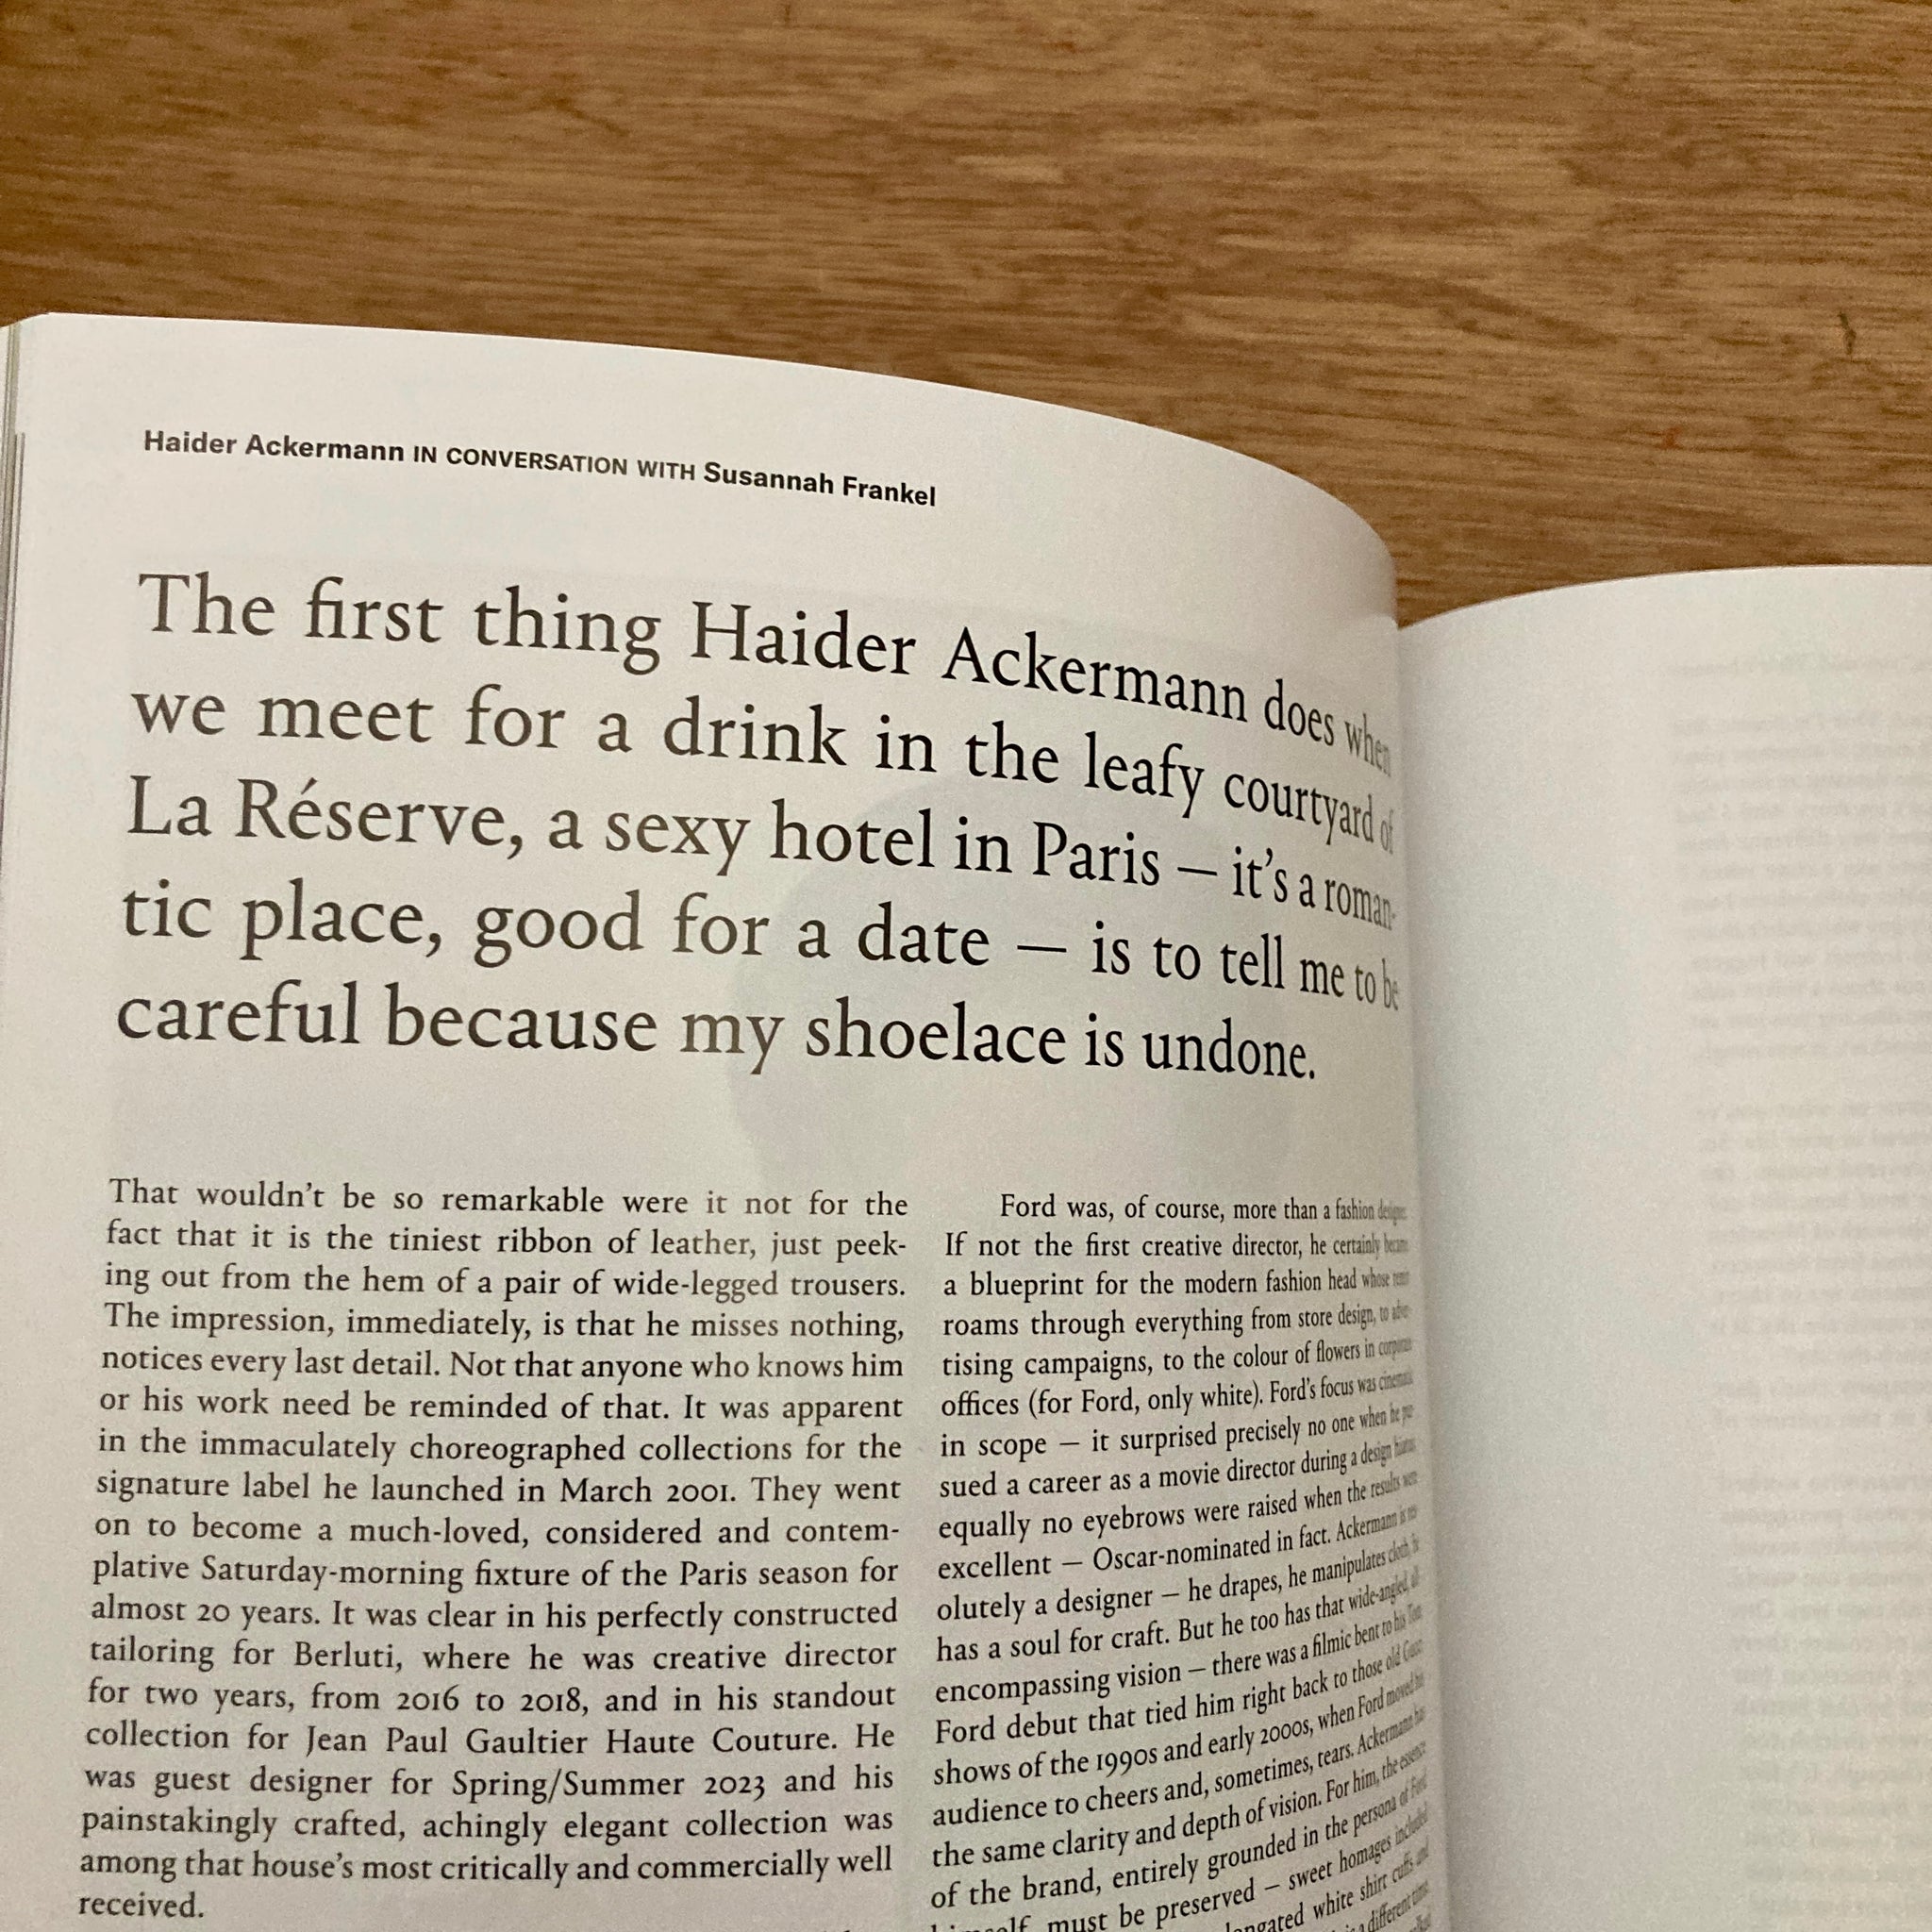 Haider Ackermann IN CONVERSATION WITH Susannah Frankel
The first thing Haider Ackermann does when
we meet for a drink in the leafy courtyard of
La Réserve, a sexy hotel in Paris — it's a roman-
tic place, good for a date — is to tell me to be
careful because my shoelace is undone.
That wouldn't be so remarkable were it not for the
fact that it is the tiniest ribbon of leather, just peek-
ing out from the hem of a pair of wide-legged trousers.
The impression, immediately, is that he misses nothing,
notices every last detail. Not that anyone who knows him
or his work need be reminded of that. It was apparent
in the immaculately choreographed collections for the
signature label he launched in March 2001. They went
on to become a much-loved, considered and contem-
plative Saturday-morning fixture of the Paris season for
almost 20 years. It was clear in his perfectly constructed
tailoring for Berluti, where he was creative director
for two years, from 2016 to 2018, and in his standout
collection for Jean Paul Gaultier Haute Couture. He
was guest designer for Spring/Summer 2023 and his
painstakingly crafted, achingly elegant collection was
among that house's most critically and commercially well
received.
Ford was, of course, more than a fashion designer.
If not the first creative director, he certainly became
a blueprint for the modern fashion head whose remit
roams through everything from store design, to adver-
tising campaigns, to the colour of flowers in corporate
offices (for Ford, only white). Ford's focus was cinematic
in scope — it surprised precisely no one when he pur-
sued a career as a movie director during a design hiatus
equally no eyebrows were raised when the results were
excellent — Oscar-nominated in fact. Ackermann is
olutely a designer — he drapes, he manipulates cloth, he
has a soul for craft. But he too has that wide-angled, all
encompassing vision — there was a filmic bent to his Tom
Ford debut that tied him right back to those old Gucci
shows of the 1990s and early 2000s, when Ford moved his
audience to cheers and, sometimes, tears. Ackermann has
the same clarity and depth of vision. For him, the essence
of the brand, entirely grounded in the persona of Ford
must be preserved — sweet homages included
white shirt cuffs and
is a different time